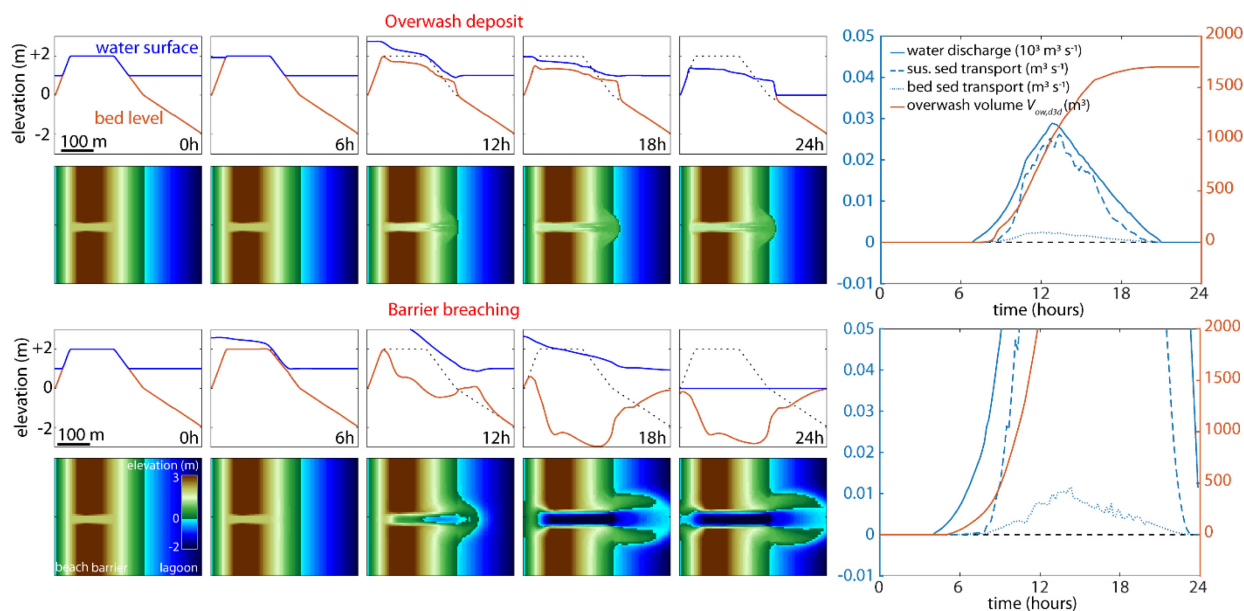 Overwash deposit
water surface
bed level
elevation (m)
+2
0
-2
100 m
0h
6h
12h
18h
24h
0.05
0.04
0.03
0.02
0.01
0
-0.01
water discharge (10³ m³ s⁻¹)
sus. sed transport (m³ s⁻¹)
bed sed transport (m³ s⁻¹)
overwash volume V_ow,d3d (m³)
2000
1500
1000
500
0
0
6
12
18
24
time (hours)
Barrier breaching
elevation (m)
+2
0
-2
100 m
0h
6h
12h
18h
24h
elevation (m)
3
0
-2
beach barrier
lagoon
0.05
0.04
0.03
0.02
0.01
0
-0.01
2000
1500
1000
500
0
0
6
12
18
24
time (hours)